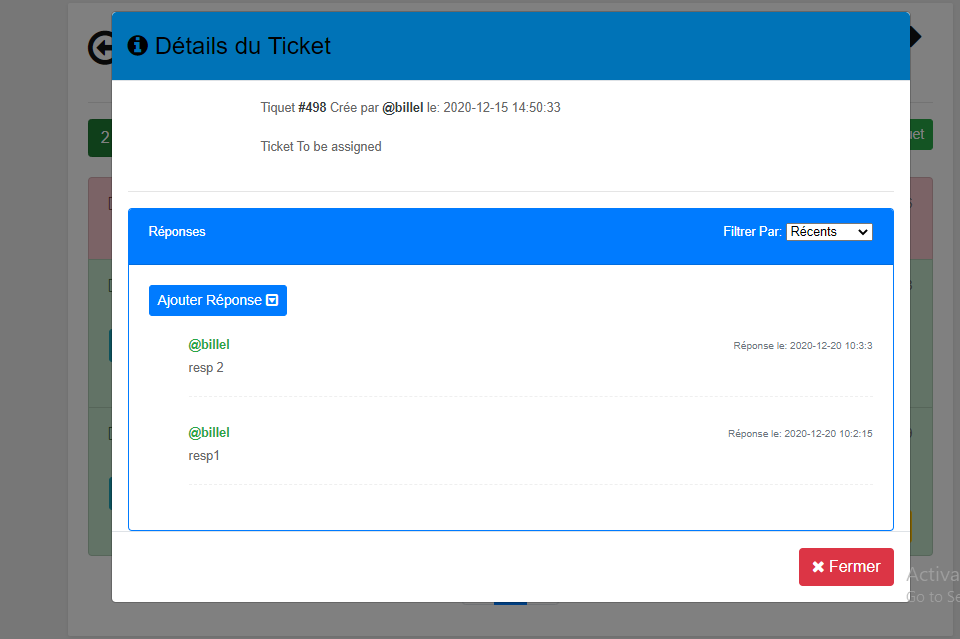 Détails du Ticket
Tiquet #498 Crée par @billel le: 2020-12-15 14:50:33
Ticket To be assigned
2
Réponses
Filtrer Par: Récents
Ajouter Réponse
@billel
Réponse le: 2020-12-20 10:3:3
resp 2
@billel
Réponse le: 2020-12-20 10:2:15
resp1
Fermer
Activa
Go to Se